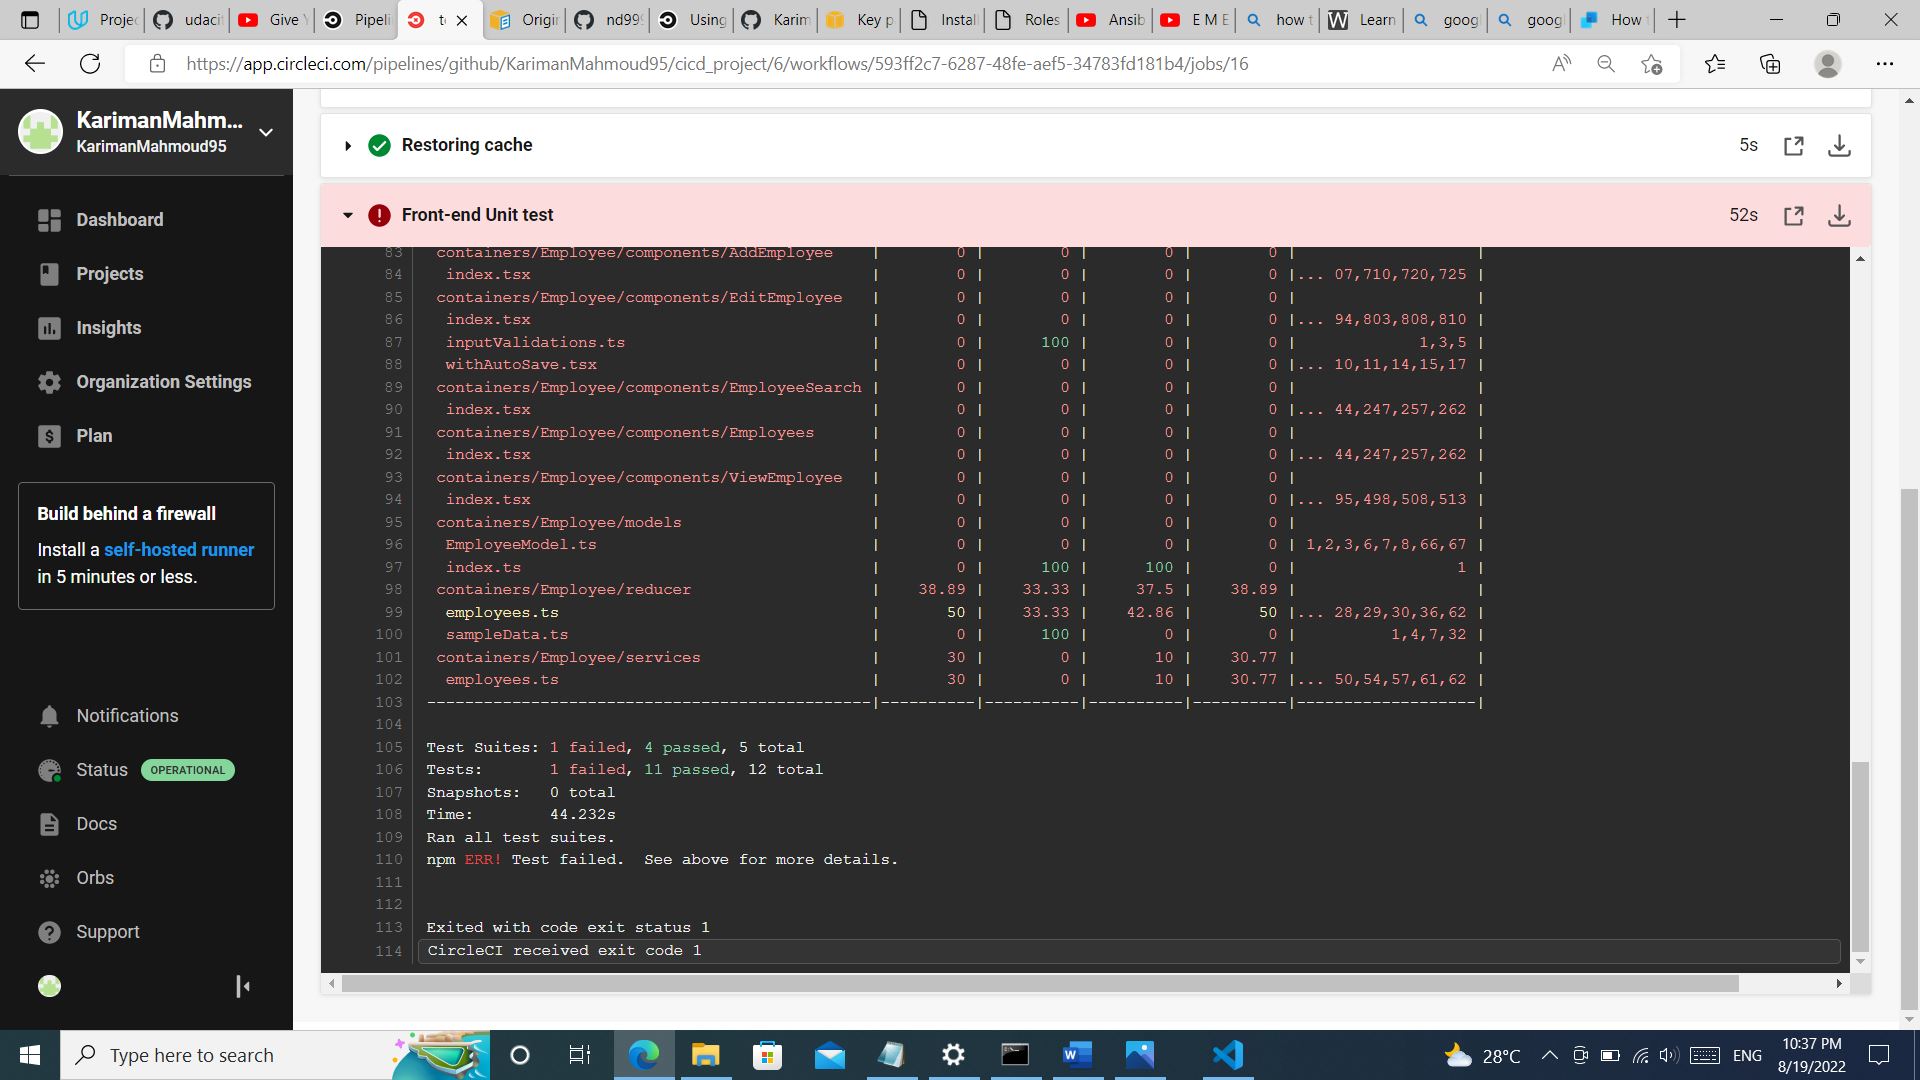 Projec
udacit
Give Y
Pipeli
te
Origin
nd999
Using
Karim
Key p
Install
Roles
Ansib
E M E
how t
Learn
googl
googl
How t
https://app.circleci.com/pipelines/github/KarimanMahmoud95/cicd_project/6/workflows/593ff2c7-6287-48fe-aef5-34783fd181b4/jobs/16
KarimanMahm...
KarimanMahmoud95
Dashboard
Projects
Insights
Organization Settings
Plan
Build behind a firewall
Install a self-hosted runner
in 5 minutes or less.
Notifications
Status OPERATIONAL
Docs
Orbs
Support
Restoring cache 5s
Front-end Unit test 52s
83 containers/Employee/components/AddEmployee | 0 | 0 | 0 | 0 | |
84 index.tsx | 0 | 0 | 0 | 0 |... 07,710,720,725 |
85 containers/Employee/components/EditEmployee | 0 | 0 | 0 | 0 | |
86 index.tsx | 0 | 0 | 0 | 0 |... 94,803,808,810 |
87 inputValidations.ts | 0 | 100 | 0 | 0 | 1,3,5 |
88 withAutoSave.tsx | 0 | 0 | 0 | 0 |... 10,11,14,15,17 |
89 containers/Employee/components/EmployeeSearch | 0 | 0 | 0 | 0 | |
90 index.tsx | 0 | 0 | 0 | 0 |... 44,247,257,262 |
91 containers/Employee/components/Employees | 0 | 0 | 0 | 0 | |
92 index.tsx | 0 | 0 | 0 | 0 |... 44,247,257,262 |
93 containers/Employee/components/ViewEmployee | 0 | 0 | 0 | 0 | |
94 index.tsx | 0 | 0 | 0 | 0 |... 95,498,508,513 |
95 containers/Employee/models | 0 | 0 | 0 | 0 | |
96 EmployeeModel.ts | 0 | 0 | 0 | 0 | 1,2,3,6,7,8,66,67 |
97 index.ts | 0 | 100 | 100 | 0 | 1 |
98 containers/Employee/reducer | 38.89 | 33.33 | 37.5 | 38.89 | |
99 employees.ts | 50 | 33.33 | 42.86 | 50 |... 28,29,30,36,62 |
100 sampleData.ts | 0 | 100 | 0 | 0 | 1,4,7,32 |
101 containers/Employee/services | 30 | 0 | 10 | 30.77 | |
102 employees.ts | 30 | 0 | 10 | 30.77 |... 50,54,57,61,62 |
103 -----------------------------------------------|----------|----------|----------|----------|-------------------|
104
105 Test Suites: 1 failed, 4 passed, 5 total
106 Tests: 1 failed, 11 passed, 12 total
107 Snapshots: 0 total
108 Time: 44.232s
109 Ran all test suites.
110 npm ERR! Test failed. See above for more details.
111
112
113 Exited with code exit status 1
114 CircleCI received exit code 1
Type here to search
28°C
ENG
10:37 PM
8/19/2022